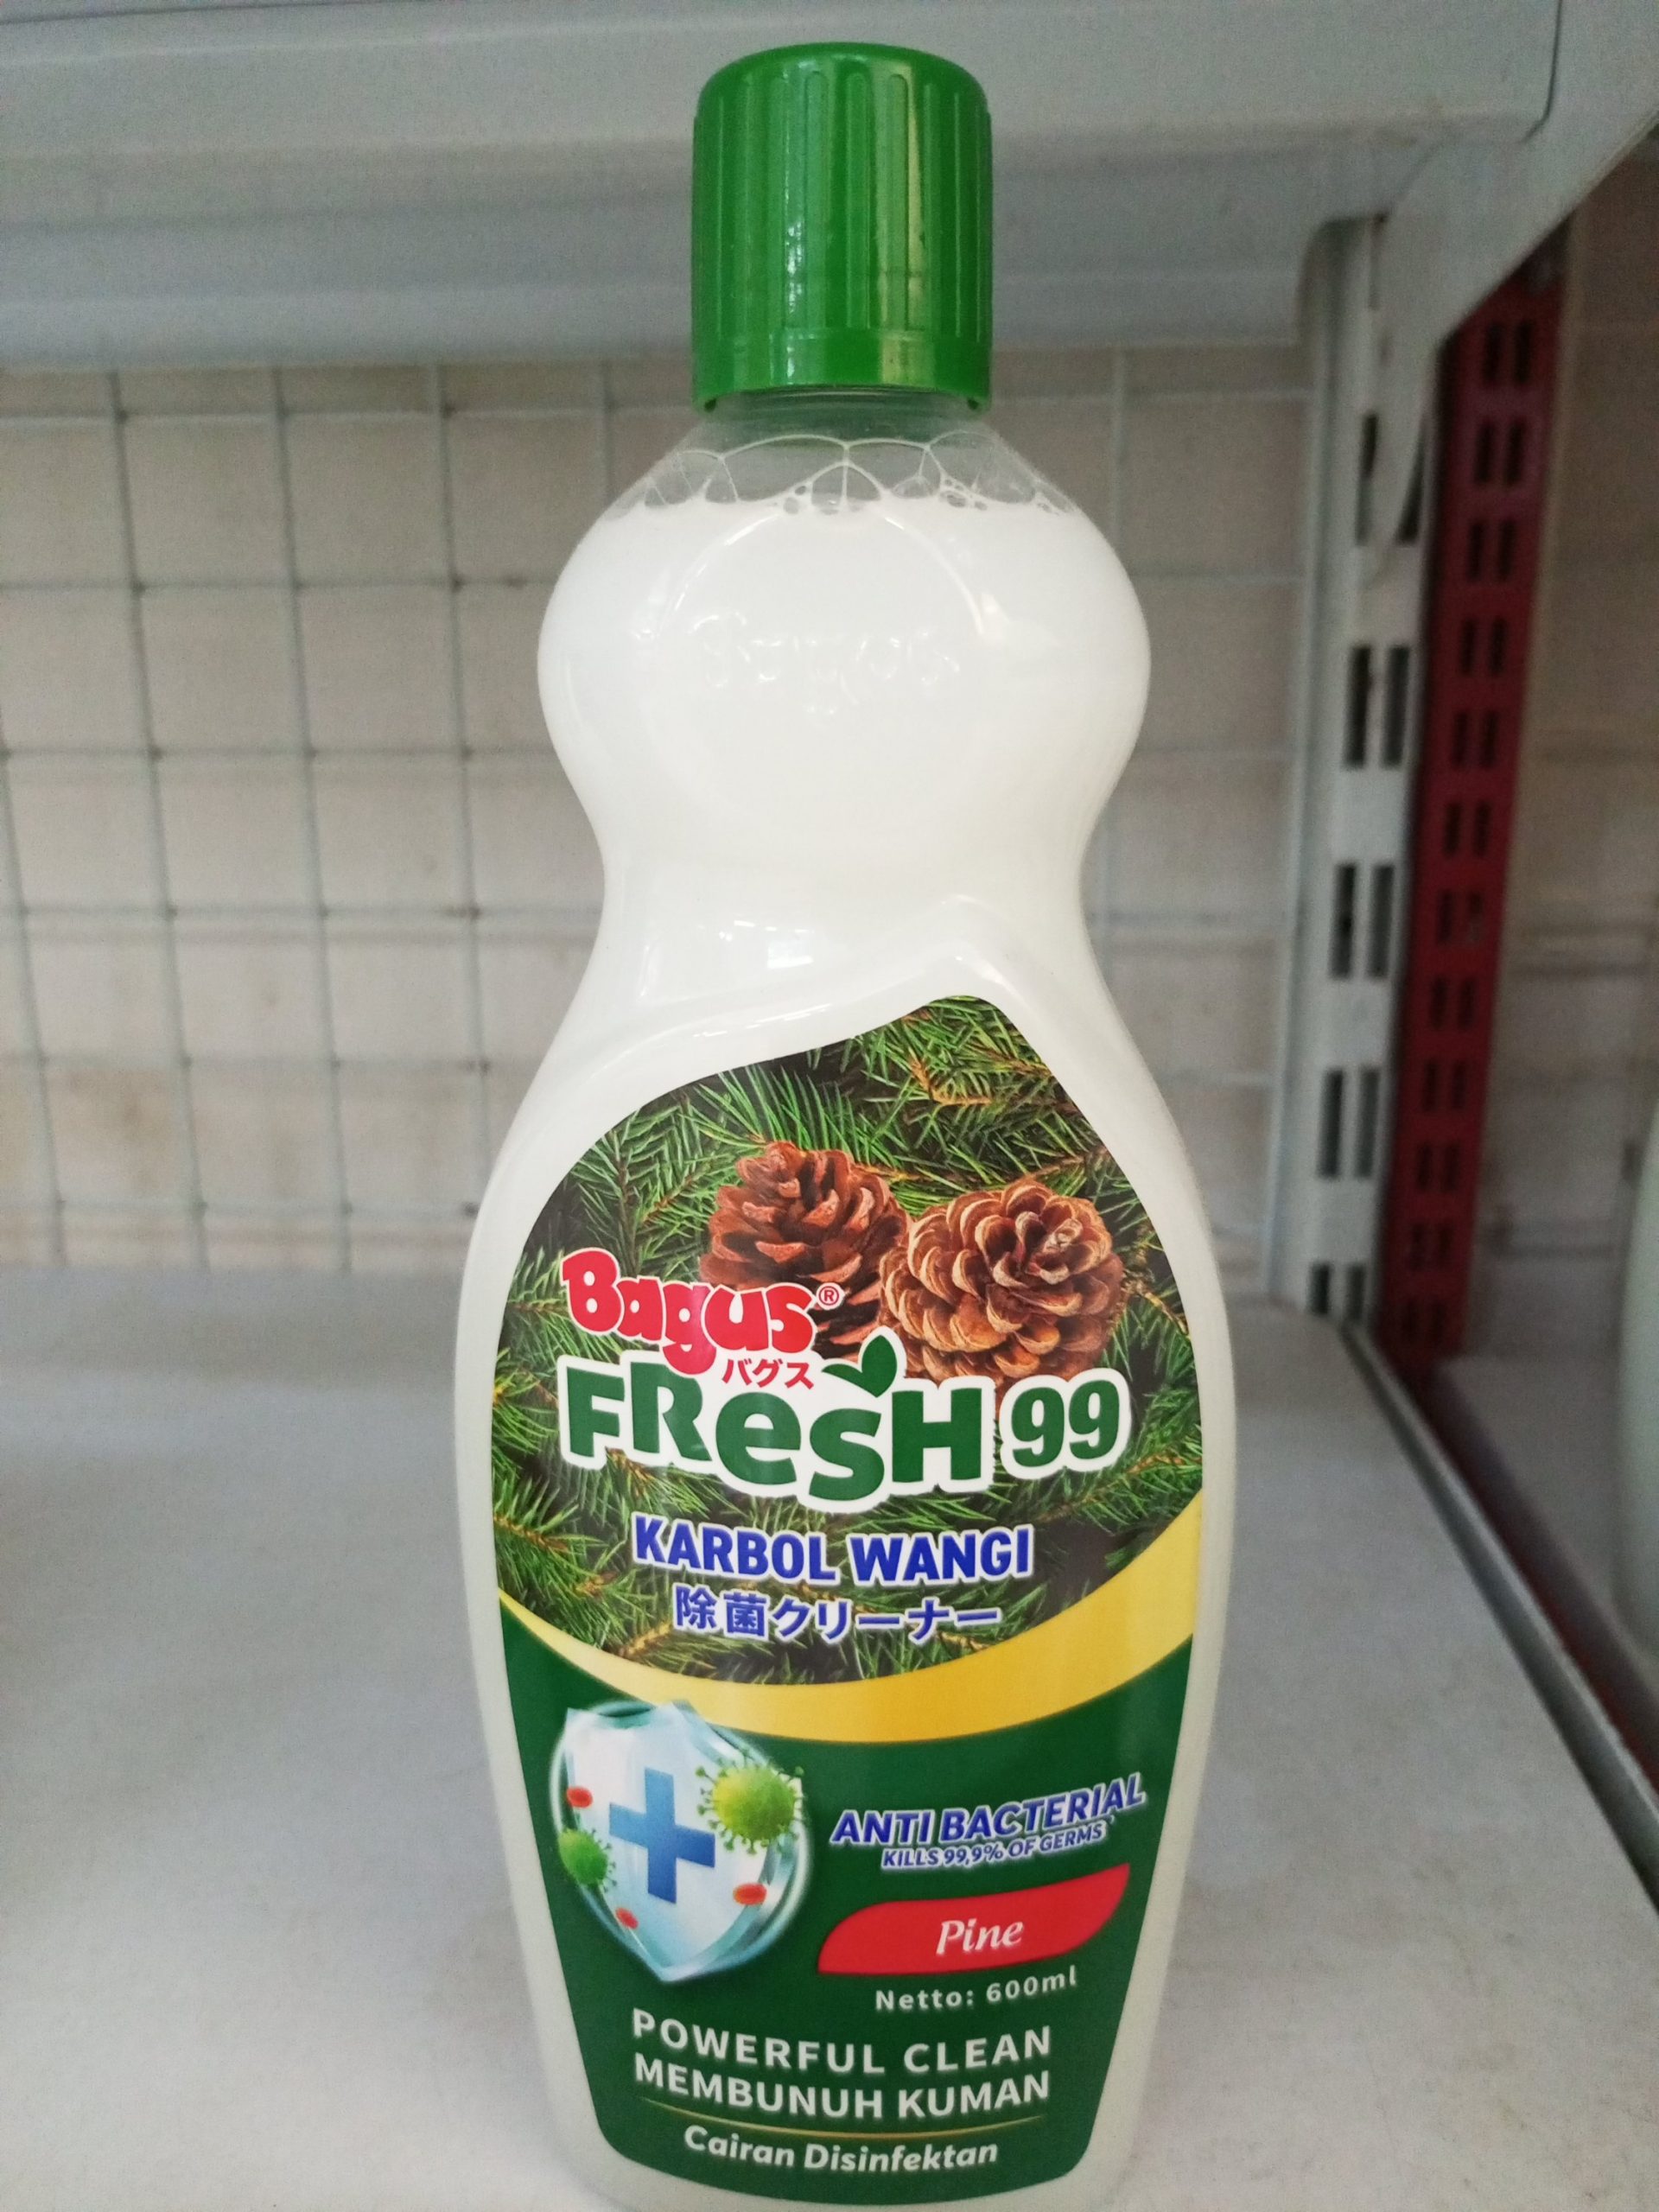 Bagus
Bagus®
バグス
FResH 99
KARBOL WANGI
除菌クリーナー
ANTI BACTERIAL
KILLS 99,9% OF GERMS
Pine
Netto: 600ml
POWERFUL CLEAN
MEMBUNUH KUMAN
Cairan Disinfektan